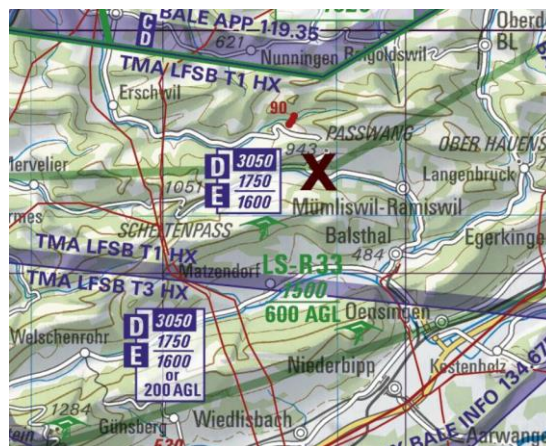 BALE APP 119.35
C
D
621
Nunningen
Reigoldswil
Oberd
BL
TMA LFSB T1 HX
Erschwil
90
PASSWANG
943
OBER HAUENS
Mervelier
D 3050
1750
E 1600
1051
Langenbruck
Mümliswil-Ramiswil
SCHELTENPASS
Balsthal
484
Egerkinge
TMA LFSB T1 HX
Matzendorf
LS-R33
1500
600 AGL
TMA LFSB T3 HX
Oensingen
Welschenrohr
D 3050
1750
E 1600
or
200 AGL
Niederbipp
Kestenholz
1284
Günsberg
Wiedlisbach
BALE INFO 134.67
Aarwange